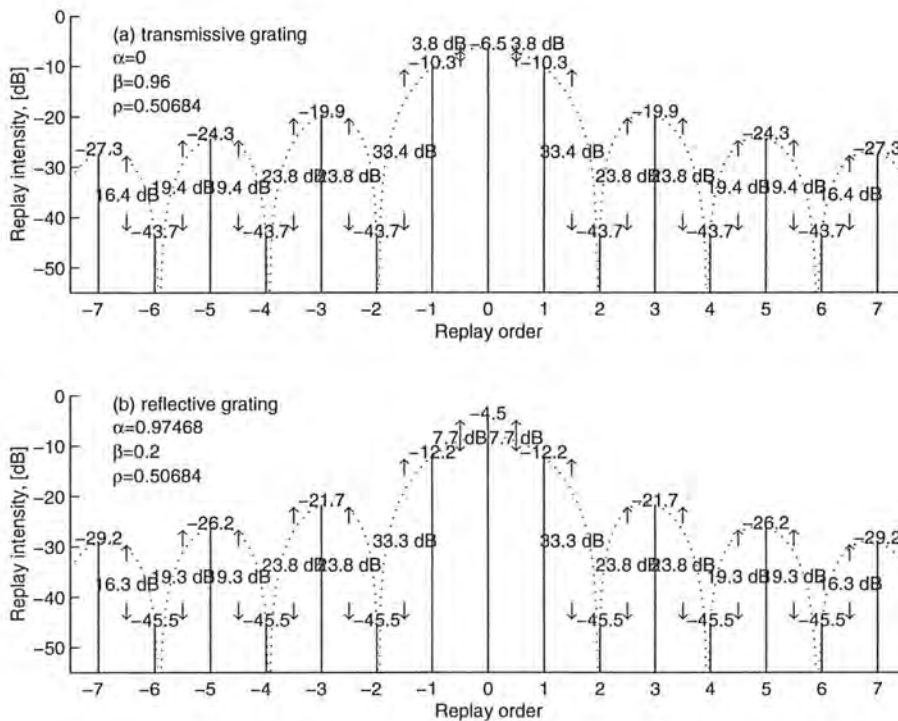 (a) transmissive grating
α=0
β=0.96
ρ=0.50684
Replay intensity, [dB]
0
−10
−20
−30
−40
−50
3.8 dB −6.5 3.8 dB
−10.3 −10.3
−19.9 −19.9
−27.3 −24.3 −24.3 −27.3
33.4 dB 33.4 dB
16.4 dB 19.4 dB 19.4 dB 23.8 dB 23.8 dB 23.8 dB 23.8 dB 19.4 dB 19.4 dB 16.4 dB
↓−43.7↓ ↓−43.7↓ ↓−43.7↓ ↓−43.7↓ ↓−43.7↓ ↓−43.7↓
−7 −6 −5 −4 −3 −2 −1 0 1 2 3 4 5 6 7
Replay order
(b) reflective grating
α=0.97468
β=0.2
ρ=0.50684
Replay intensity, [dB]
0
−10
−20
−30
−40
−50
−4.5
7.7 dB 7.7 dB
−12.2 −12.2
−21.7 −21.7
−29.2 −26.2 −26.2 −29.2
33.3 dB 33.3 dB
16.3 dB 19.3 dB 19.3 dB 23.8 dB 23.8 dB 23.8 dB 23.8 dB 19.3 dB 19.3 dB 16.3 dB
↓−45.5↓ ↓−45.5↓ ↓−45.5↓ ↓−45.5↓ ↓−45.5↓ ↓−45.5↓
−7 −6 −5 −4 −3 −2 −1 0 1 2 3 4 5 6 7
Replay order